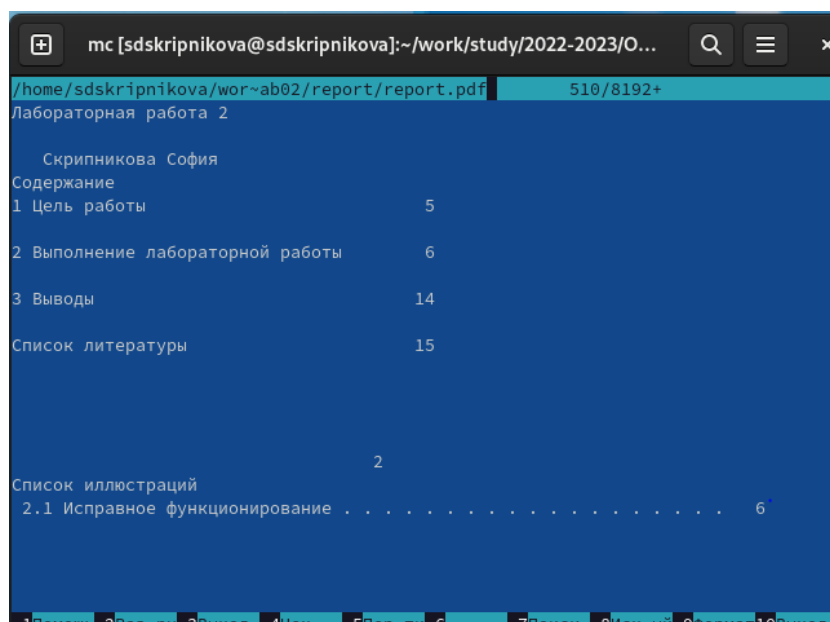 mc [sdskripnikova@sdskripnikova]:~/work/study/2022-2023/O...
/home/sdskripnikova/wor~ab02/report/report.pdf 510/8192+
Лабораторная работа 2
Скрипникова София
Содержание
1 Цель работы 5
2 Выполнение лабораторной работы 6
3 Выводы 14
Список литературы 15
2
Список иллюстраций
2.1 Исправное функционирование . . . . . . . . . . . . . . . . . . . 6